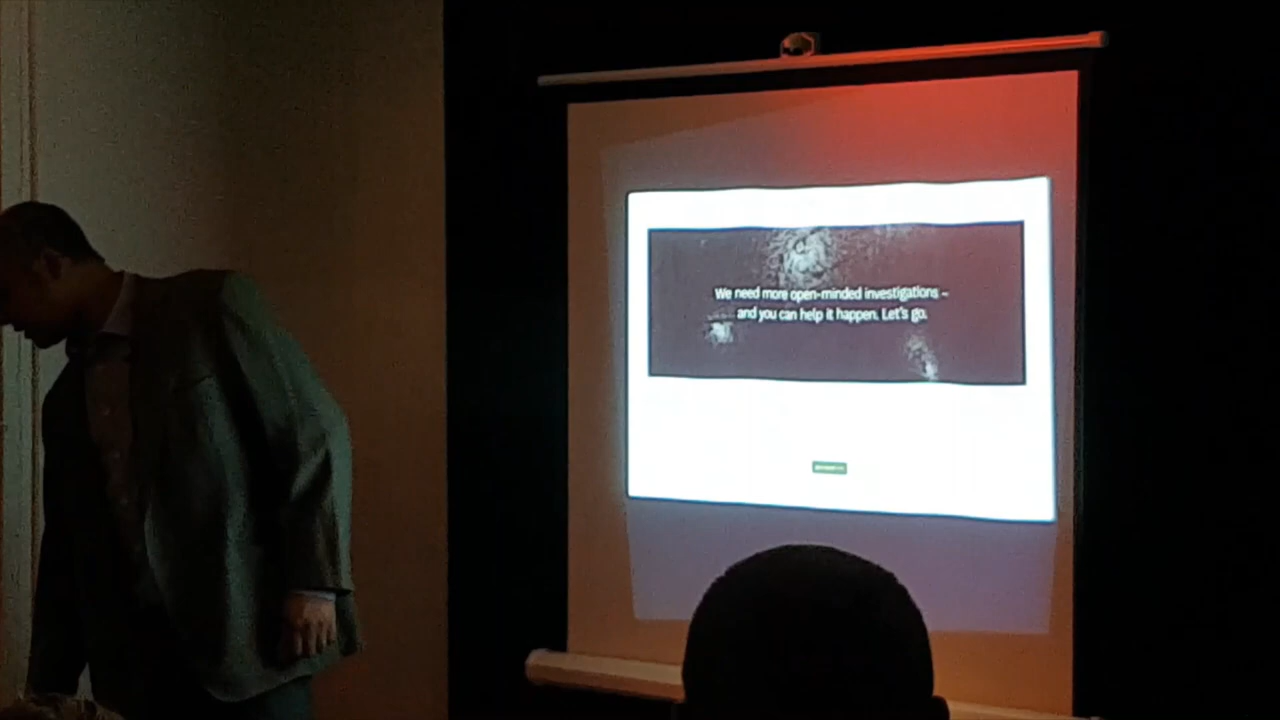 We need more open-minded investigations –
and you can help it happen. Let's go.